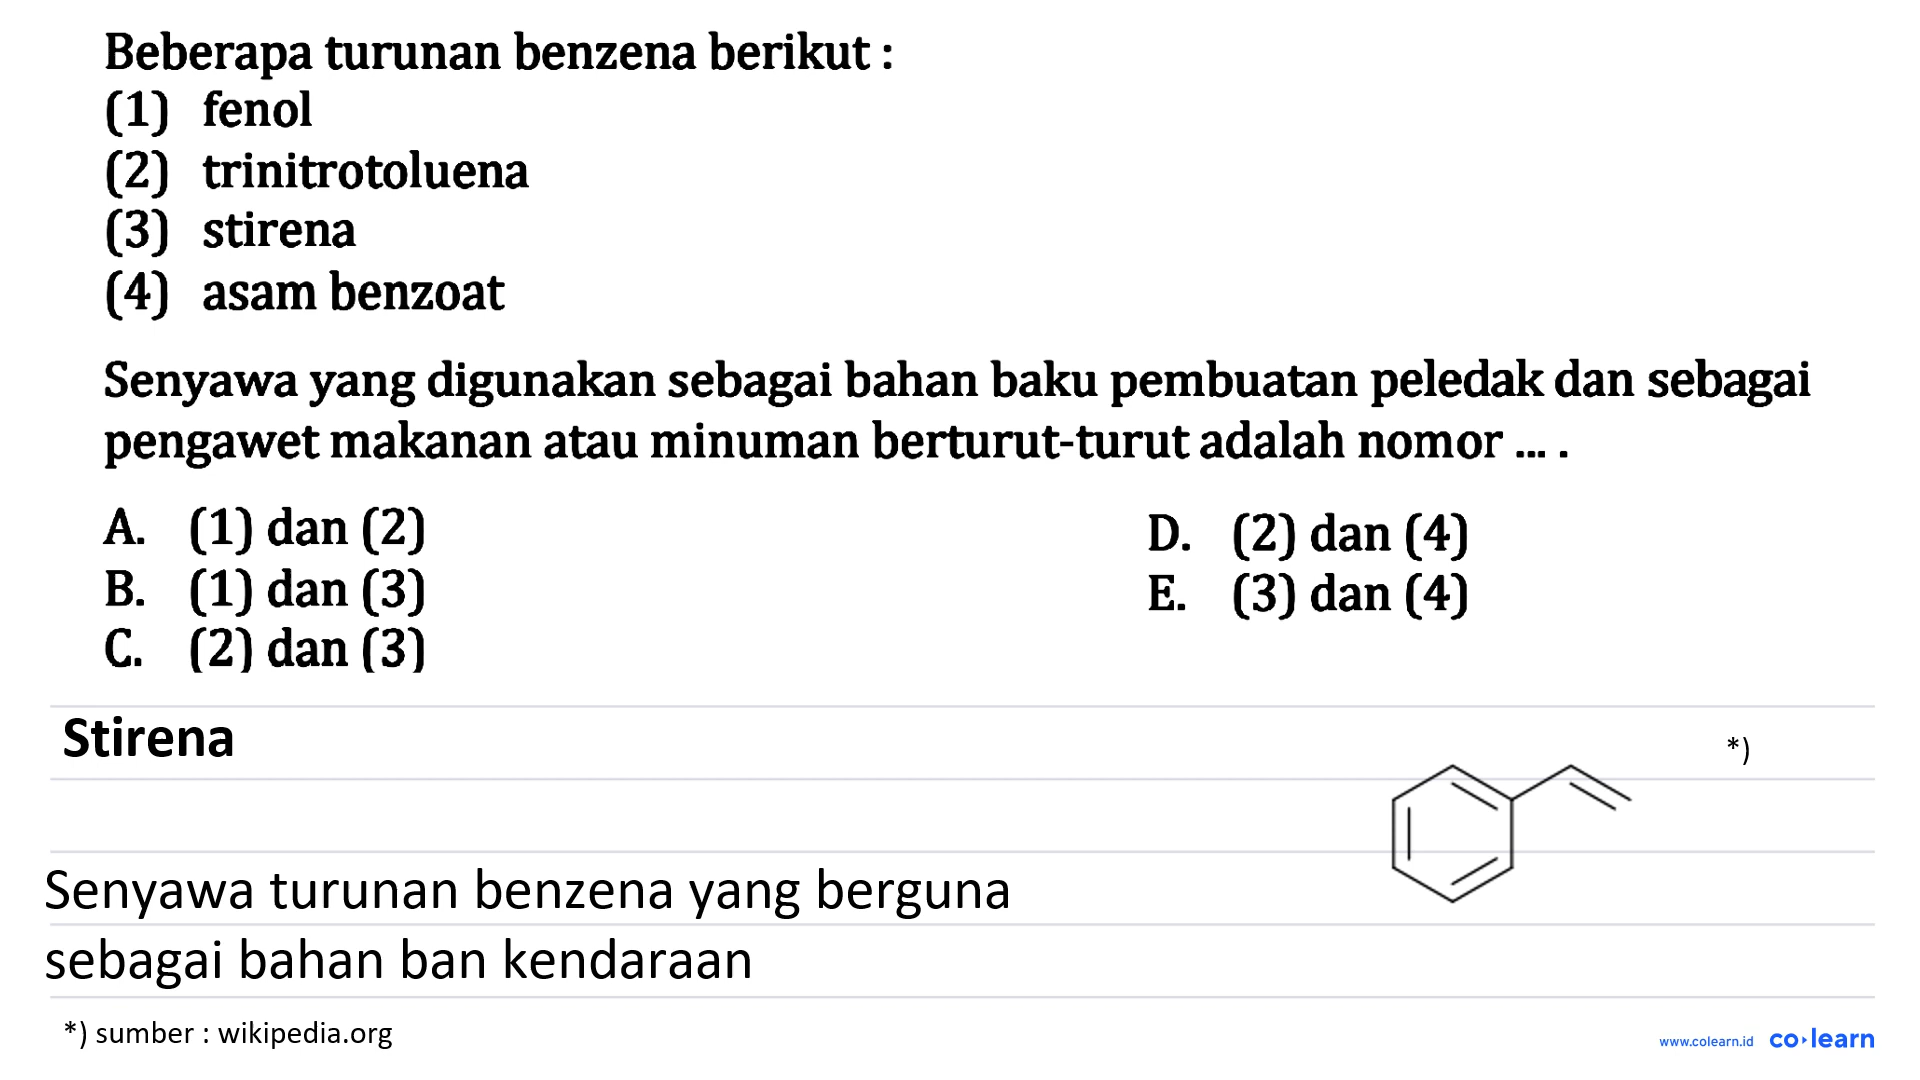 Beberapa turunan benzena berikut :
(1) fenol
(2) trinitrotoluena
(3) stirena
(4) asam benzoat
Senyawa yang digunakan sebagai bahan baku pembuatan peledak dan sebagai
pengawet makanan atau minuman berturut-turut adalah nomor ... .
A. (1) dan (2)
B. (1) dan (3)
C. (2) dan (3)
D. (2) dan (4)
E. (3) dan (4)
Stirena
*)
Senyawa turunan benzena yang berguna
sebagai bahan ban kendaraan
*) sumber : wikipedia.org
www.colearn.id co learn